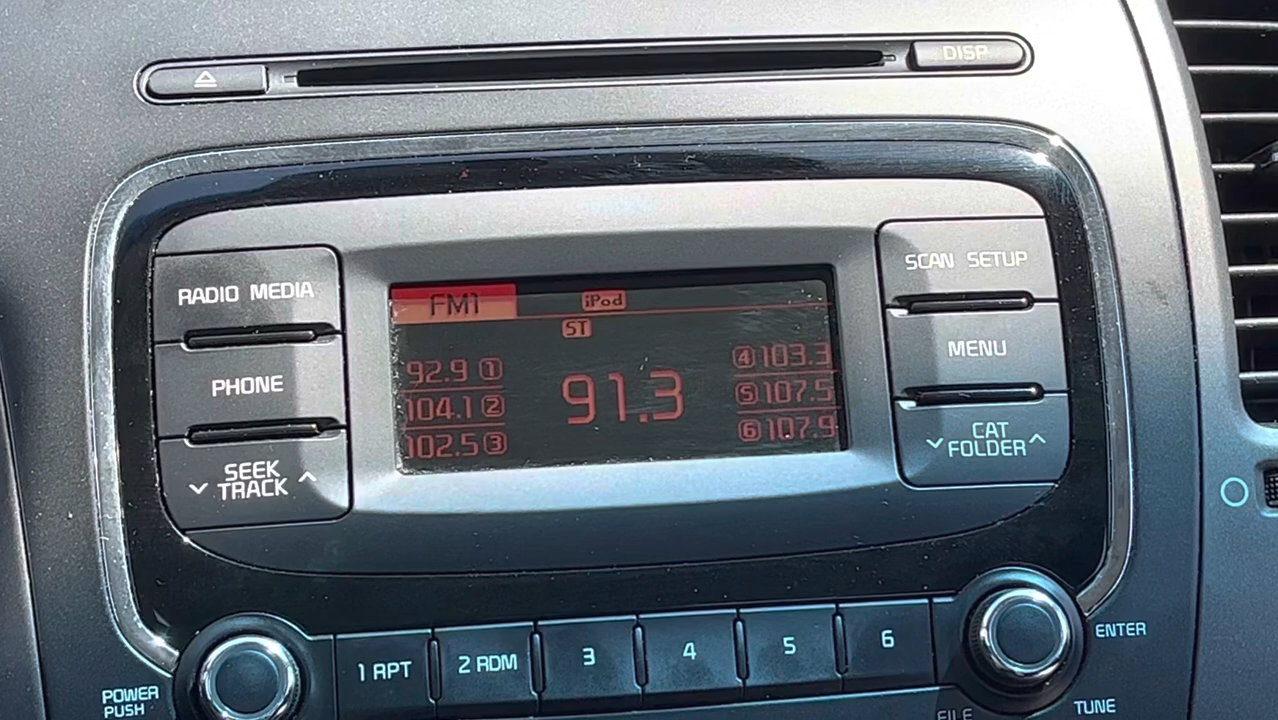 DISP
RADIO MEDIA
PHONE
SEEK
TRACK
FM1
iPod
ST
92.9 1
104.1 2
102.5 3
91.3
4 103.3
5 107.5
6 107.9
SCAN SETUP
MENU
CAT
FOLDER
1 RPT
2 RDM
3
4
5
6
POWER
PUSH
ENTER
TUNE
FILE